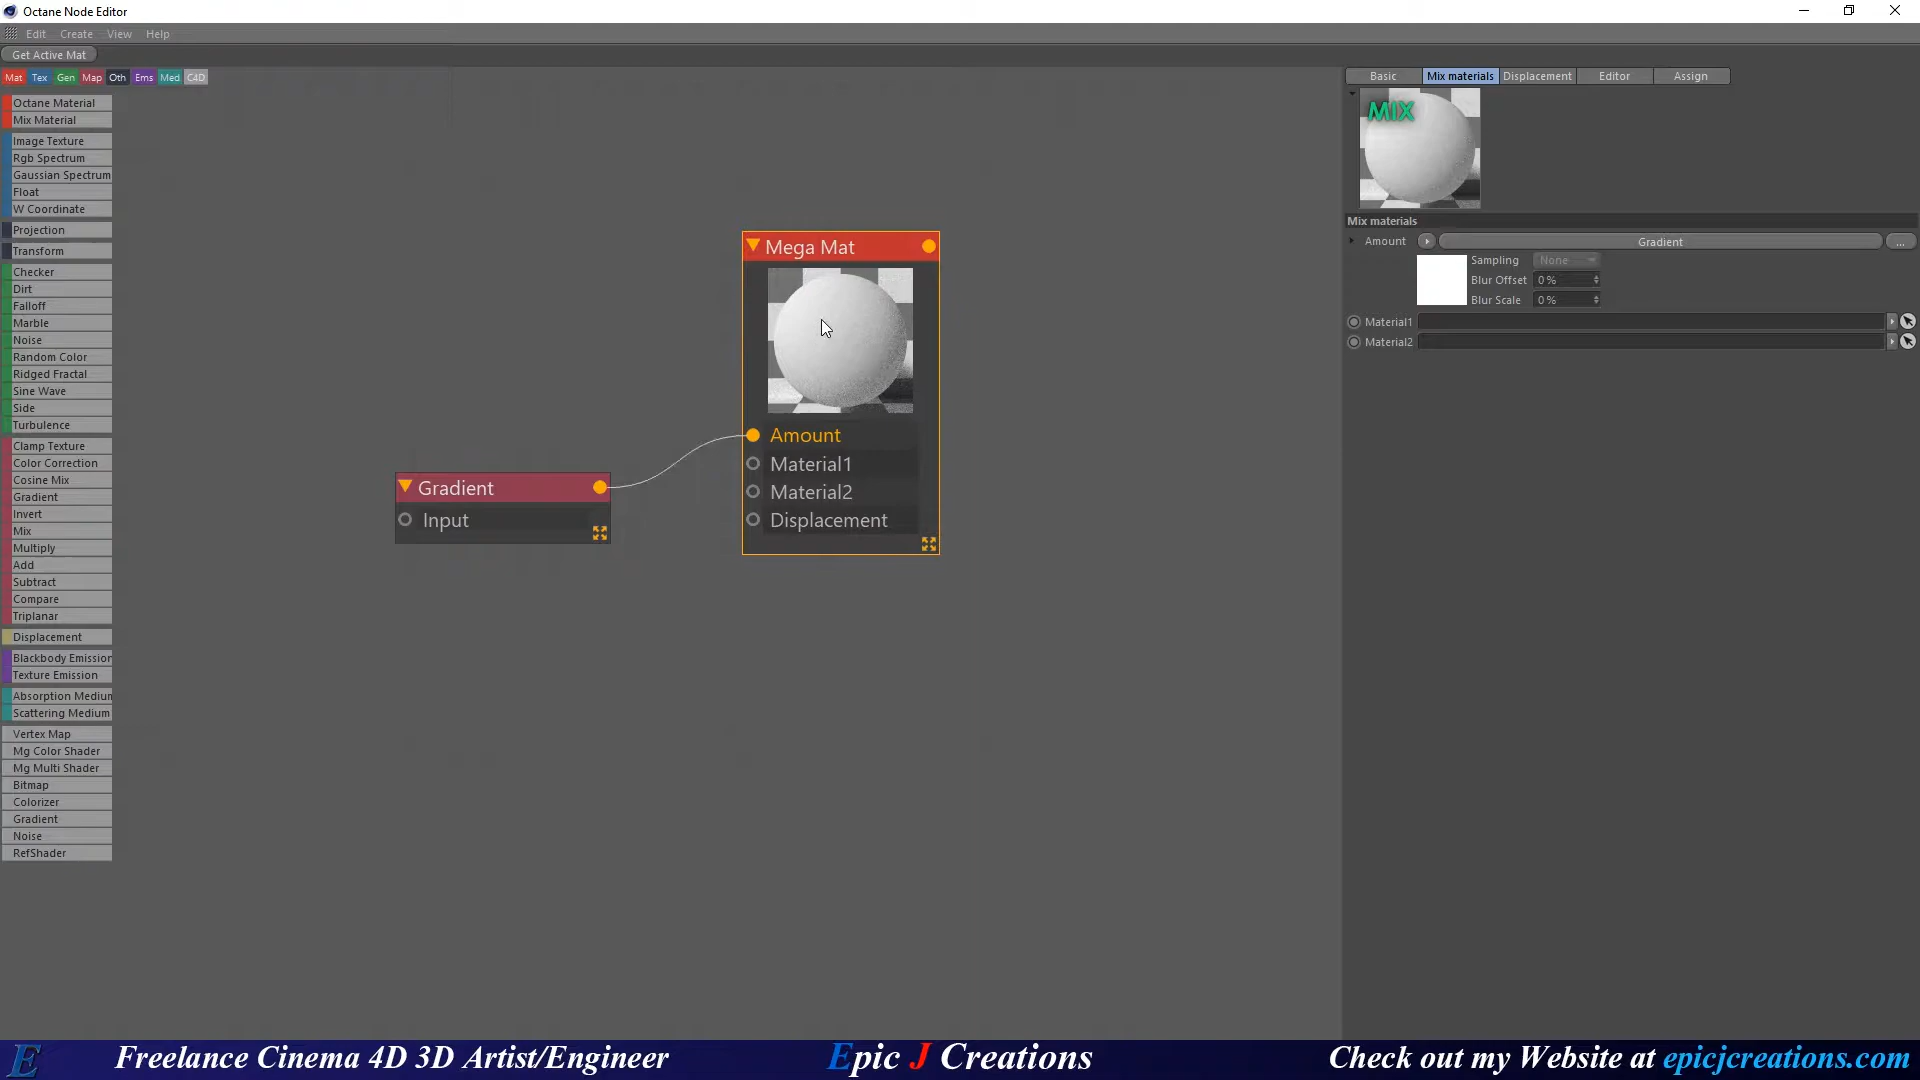 Octane Node Editor
Edit Create View Help
Get Active Mat
Mat Tex Gen Map Oth Ems Med C4D
Octane Material
Mix Material
Image Texture
Rgb Spectrum
Gaussian Spectrum
Float
W Coordinate
Projection
Transform
Checker
Dirt
Falloff
Marble
Noise
Random Color
Ridged Fractal
Sine Wave
Side
Turbulence
Clamp Texture
Color Correction
Cosine Mix
Gradient
Invert
Mix
Multiply
Add
Subtract
Compare
Triplanar
Displacement
Blackbody Emission
Texture Emission
Absorption Medium
Scattering Medium
Vertex Map
Mg Color Shader
Mg Multi Shader
Bitmap
Colorizer
Gradient
Noise
RefShader
Gradient
Input
Mega Mat
Amount
Material1
Material2
Displacement
Basic Mix materials Displacement Editor Assign
MIX
Mix materials
Amount Gradient ...
Sampling None
Blur Offset 0 %
Blur Scale 0 %
Material1
Material2
E Freelance Cinema 4D 3D Artist/Engineer Epic J Creations Check out my Website at epicjcreations.com